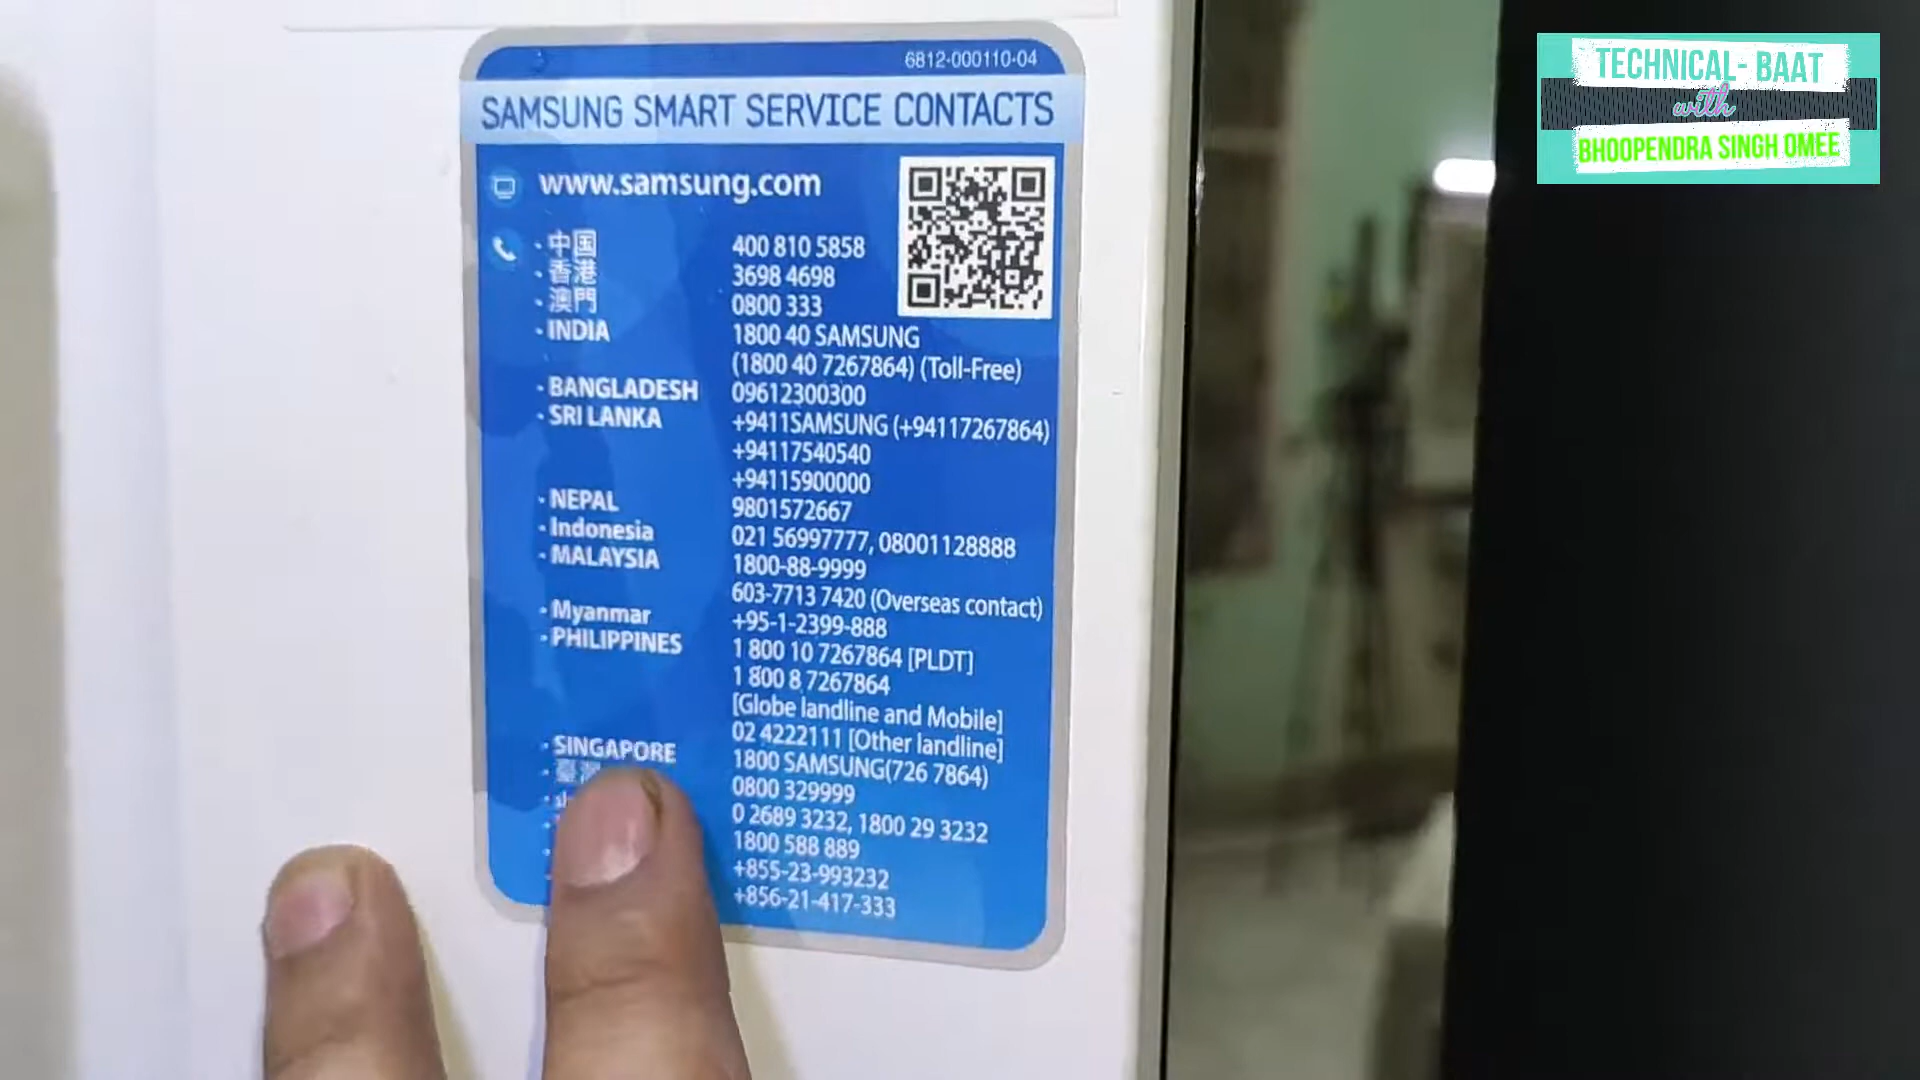 6812-000110-04
SAMSUNG SMART SERVICE CONTACTS
www.samsung.com
· 中国 400 810 5858
· 香港 3698 4698
· 澳門 0800 333
· INDIA 1800 40 SAMSUNG
(1800 40 7267864) (Toll-Free)
· BANGLADESH 09612300300
· SRI LANKA +9411SAMSUNG (+94117267864)
+94117540540
+94115900000
· NEPAL 9801572667
· Indonesia 021 56997777, 08001128888
· MALAYSIA 1800-88-9999
603-7713 7420 (Overseas contact)
· Myanmar +95-1-2399-888
· PHILIPPINES 1 800 10 7267864 [PLDT]
1 800 8 7267864
[Globe landline and Mobile]
02 4222111 [Other landline]
· SINGAPORE 1800 SAMSUNG(726 7864)
· 臺灣 0800 329999
0 2689 3232, 1800 29 3232
1800 588 889
+855-23-993232
+856-21-417-333
TECHNICAL- BAAT
with
BHOOPENDRA SINGH OMEE